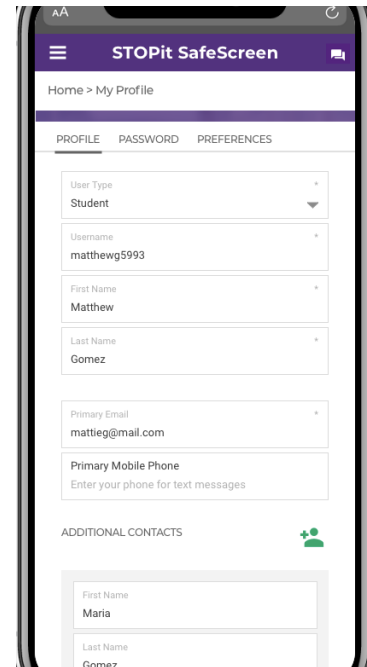 AA
STOPit SafeScreen
Home > My Profile
PROFILE PASSWORD PREFERENCES
User Type *
Student
Username *
matthewg5993
First Name *
Matthew
Last Name *
Gomez
Primary Email *
mattieg@mail.com
Primary Mobile Phone
Enter your phone for text messages
ADDITIONAL CONTACTS
First Name
Maria
Last Name
Gomez